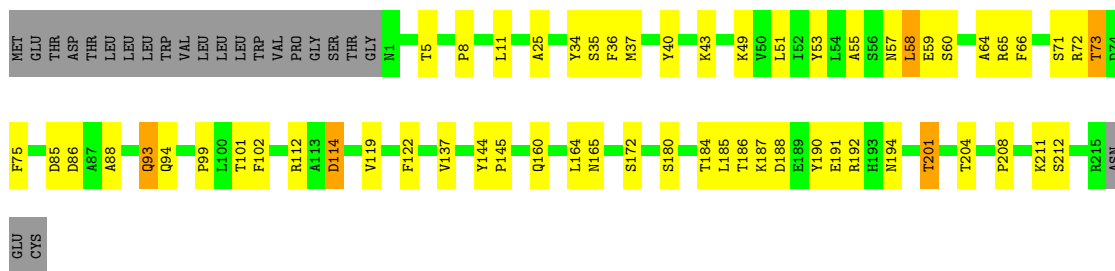 MET GLU THR ASP THR LEU LEU LEU TRP VAL LEU LEU LEU TRP VAL PRO GLY SER THR GLY N1 T5 P8 L11 A25 Y34 S35 F36 M37 Y40 K43 K49 V50 L51 I52 Y53 L54 A55 S56 N57 L58 E59 S60 A64 R65 F66 S71 R72 T73 D74
F75 D85 D86 A87 A88 Q93 Q94 P99 L100 T101 F102 R112 A113 D114 V119 F122 V137 Y144 P145 Q160 L164 N165 S172 S180 T184 L185 T186 K187 D188 E189 Y190 E191 R192 H193 N194 T201 T204 P208 K211 S212 R215 ASN
GLU CYS